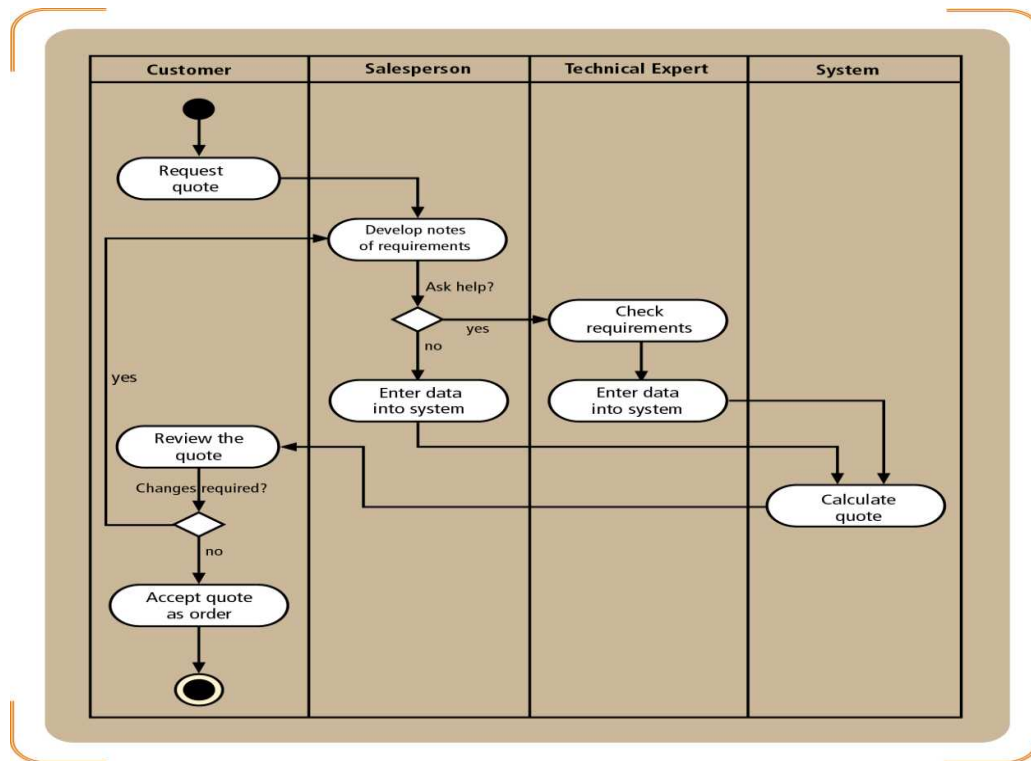 Customer
Salesperson
Technical Expert
System
Request
quote
Develop notes
of requirements
Ask help?
yes
Check
requirements
no
yes
Enter data
into system
Enter data
into system
Review the
quote
Changes required?
Calculate
quote
no
Accept quote
as order